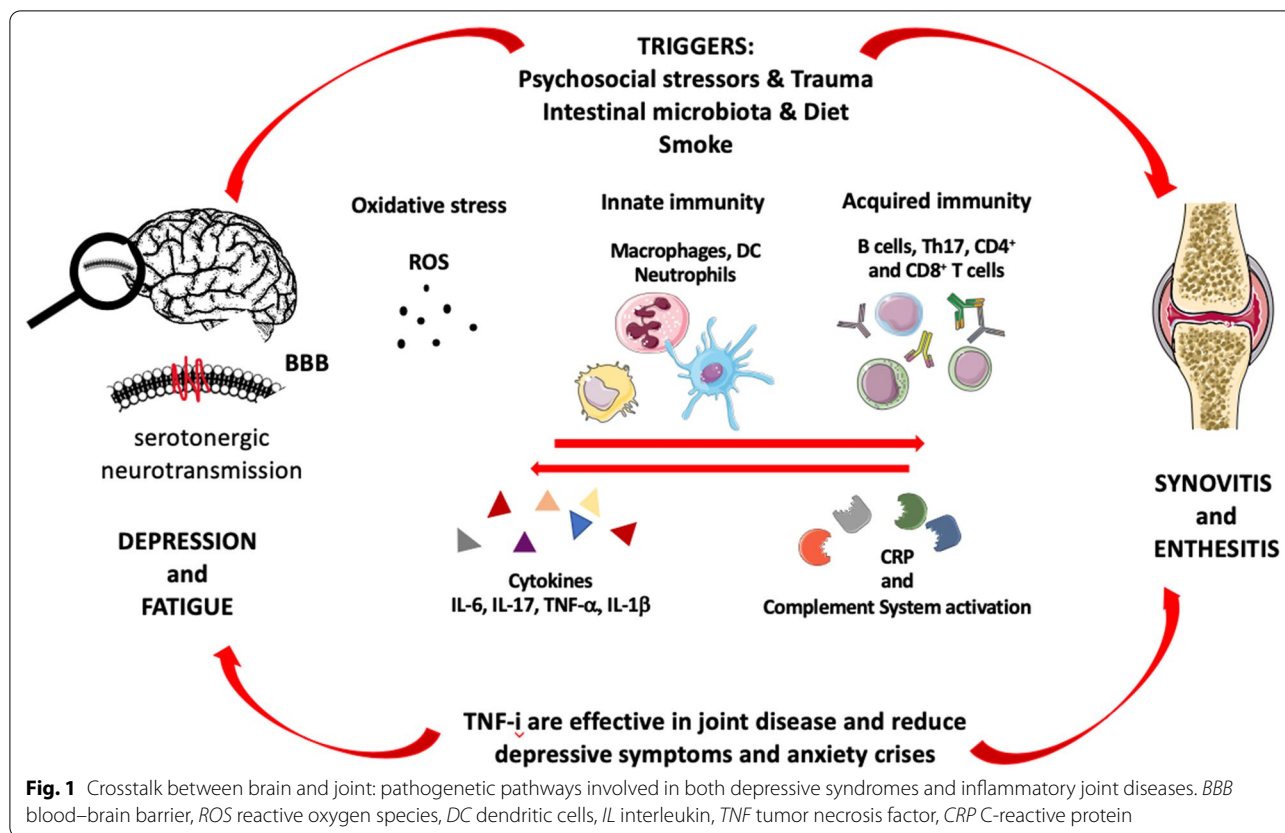 TRIGGERS:
Psychosocial stressors & Trauma
Intestinal microbiota & Diet
Smoke
Oxidative stress
ROS
Innate immunity
Macrophages, DC
Neutrophils
Acquired immunity
B cells, Th17, CD4⁺
and CD8⁺ T cells
BBB
serotonergic
neurotransmission
DEPRESSION
and
FATIGUE
Cytokines
IL-6, IL-17, TNF-α, IL-1β
CRP
and
Complement System activation
SYNOVITIS
and
ENTHESITIS
TNF-i are effective in joint disease and reduce
depressive symptoms and anxiety crises
Fig. 1 Crosstalk between brain and joint: pathogenetic pathways involved in both depressive syndromes and inflammatory joint diseases. BBB
blood–brain barrier, ROS reactive oxygen species, DC dendritic cells, IL interleukin, TNF tumor necrosis factor, CRP C-reactive protein